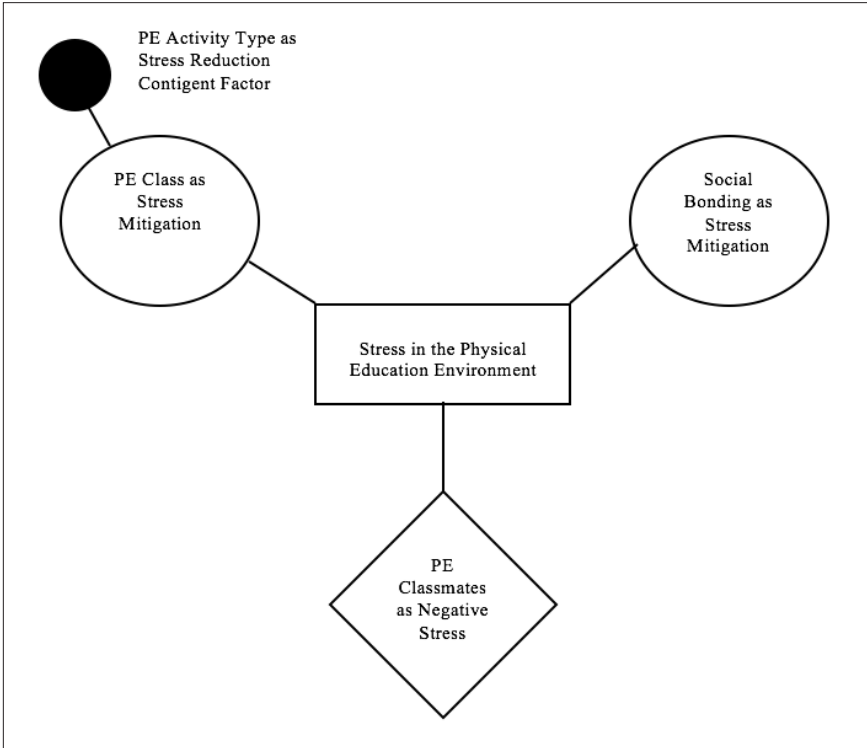 PE Activity Type as
Stress Reduction
Contigent Factor
PE Class as
Stress
Mitigation
Social
Bonding as
Stress
Mitigation
Stress in the Physical
Education Environment
PE
Classmates
as Negative
Stress